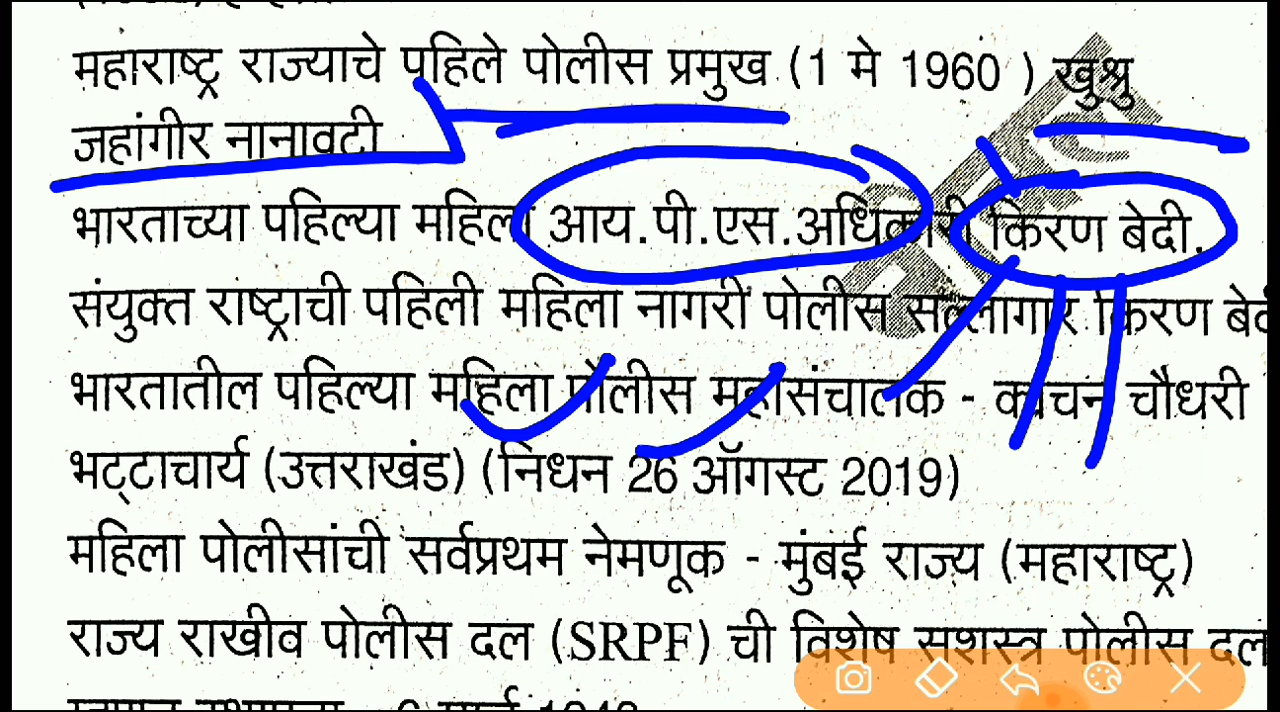 महाराष्ट्र राज्याचे पहिले पोलीस प्रमुख (1 मे 1960 ) खुश्रु
जहांगीर नानावटी
भारताच्या पहिल्या महिला आय.पी.एस.अधिकारी किरण बेदी.
संयुक्त राष्ट्राची पहिली महिला नागरी पोलीस सल्लागार किरण
भारतातील पहिल्या महिला पोलीस महासंचालक - कांचन चौधरी
भट्टाचार्य (उत्तराखंड) (निधन 26 ऑगस्ट 2019)
महिला पोलीसांची सर्वप्रथम नेमणूक - मुंबई राज्य (महाराष्ट्र)
राज्य राखीव पोलीस दल (SRPF) ची विशेष सशस्त्र पोलीस दल